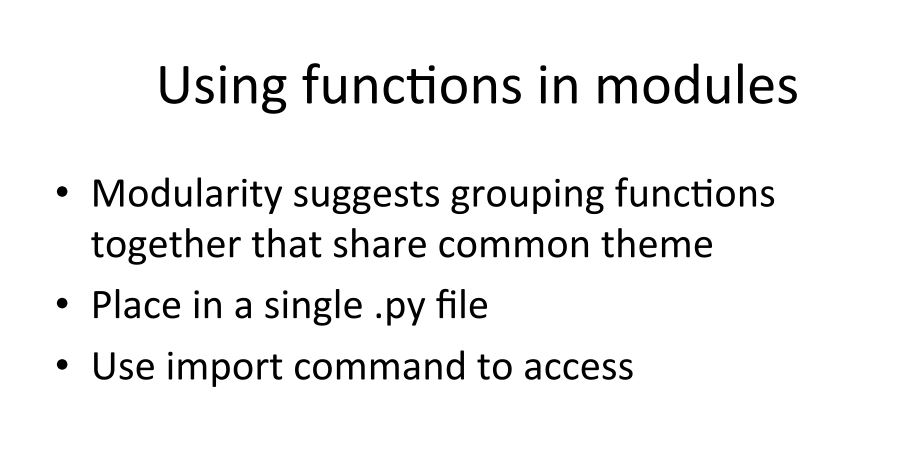 Using functions in modules
• Modularity suggests grouping functions
together that share common theme
• Place in a single .py file
• Use import command to access